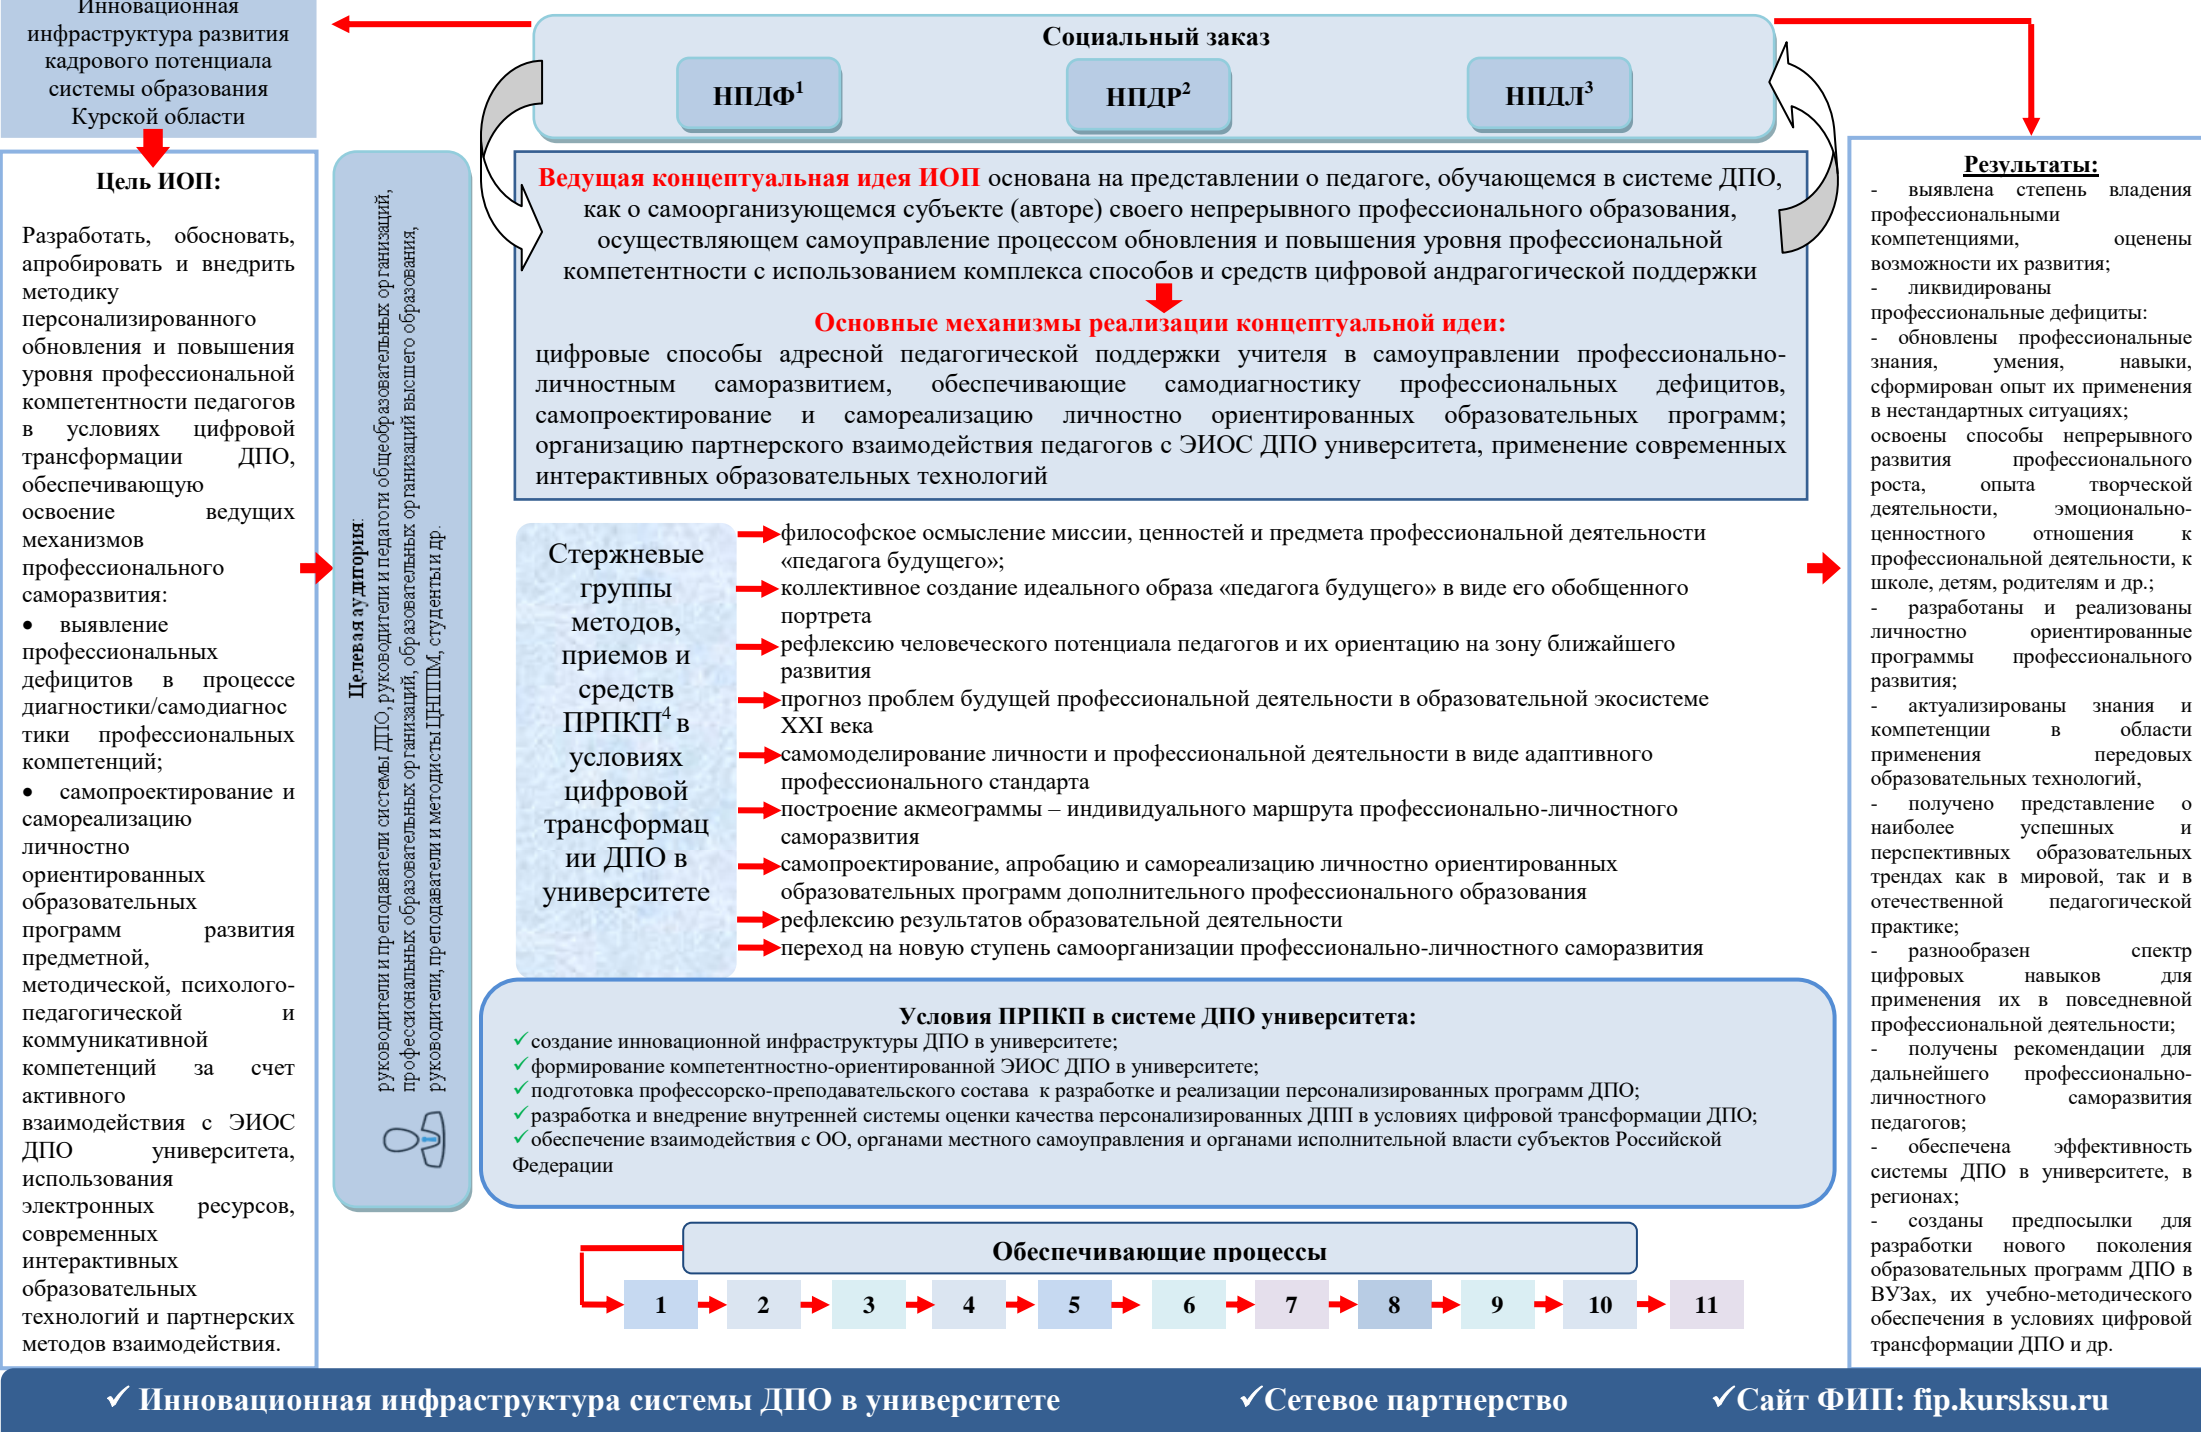 Инновационная
инфраструктура развития
кадрового потенциала
системы образования
Курской области
Социальный заказ
НПДФ¹
НПДР²
НПДЛ³
Цель ИОП:
Разработать, обосновать,
апробировать и внедрить
методику
персонализированного
обновления и повышения
уровня профессиональной
компетентности педагогов
в условиях цифровой
трансформации ДПО,
обеспечивающую
освоение ведущих
механизмов
профессионального
саморазвития:
• выявление
профессиональных
дефицитов в процессе
диагностики/самодиагнос
тики профессиональных
компетенций;
• самопроектирование и
самореализацию
личностно
ориентированных
образовательных
программ развития
предметной,
методической, психолого-
педагогической и
коммуникативной
компетенций за счет
активного
взаимодействия с ЭИОС
ДПО университета,
использования
электронных ресурсов,
современных
интерактивных
образовательных
технологий и партнерских
методов взаимодействия.
Целевая аудитория:
руководители и преподаватели системы ДПО, руководители и педагоги общеобразовательных организаций,
профессиональных образовательных организаций, образовательных организаций высшего образования,
руководители, преподаватели и методисты ЦНППМ, студенты и др.
Ведущая концептуальная идея ИОП основана на представлении о педагоге, обучающемся в системе ДПО,
как о самоорганизующемся субъекте (авторе) своего непрерывного профессионального образования,
осуществляющем самоуправление процессом обновления и повышения уровня профессиональной
компетентности с использованием комплекса способов и средств цифровой андрагогической поддержки
Основные механизмы реализации концептуальной идеи:
цифровые способы адресной педагогической поддержки учителя в самоуправлении профессионально-
личностным саморазвитием, обеспечивающие самодиагностику профессиональных дефицитов,
самопроектирование и самореализацию личностно ориентированных образовательных программ;
организацию партнерского взаимодействия педагогов с ЭИОС ДПО университета, применение современных
интерактивных образовательных технологий
Стержневые
группы
методов,
приемов и
средств
ПРПКП⁴ в
условиях
цифровой
трансформац
ии ДПО в
университете
философское осмысление миссии, ценностей и предмета профессиональной деятельности
«педагога будущего»;
коллективное создание идеального образа «педагога будущего» в виде его обобщенного
портрета
рефлексию человеческого потенциала педагогов и их ориентацию на зону ближайшего
развития
прогноз проблем будущей профессиональной деятельности в образовательной экосистеме
XXI века
самомоделирование личности и профессиональной деятельности в виде адаптивного
профессионального стандарта
построение акмеограммы – индивидуального маршрута профессионально-личностного
саморазвития
самопроектирование, апробацию и самореализацию личностно ориентированных
образовательных программ дополнительного профессионального образования
рефлексию результатов образовательной деятельности
переход на новую ступень самоорганизации профессионально-личностного саморазвития
Условия ПРПКП в системе ДПО университета:
✓ создание инновационной инфраструктуры ДПО в университете;
✓ формирование компетентностно-ориентированной ЭИОС ДПО в университете;
✓ подготовка профессорско-преподавательского состава к разработке и реализации персонализированных программ ДПО;
✓ разработка и внедрение внутренней системы оценки качества персонализированных ДПП в условиях цифровой трансформации ДПО;
✓ обеспечение взаимодействия с ОО, органами местного самоуправления и органами исполнительной власти субъектов Российской
Федерации
Обеспечивающие процессы
1 2 3 4 5 6 7 8 9 10 11
Результаты:
- выявлена степень владения
профессиональными
компетенциями, оценены
возможности их развития;
- ликвидированы
профессиональные дефициты:
- обновлены профессиональные
знания, умения, навыки,
сформирован опыт их применения
в нестандартных ситуациях;
освоены способы непрерывного
развития профессионального
роста, опыта творческой
деятельности, эмоционально-
ценностного отношения к
профессиональной деятельности, к
школе, детям, родителям и др.;
- разработаны и реализованы
личностно ориентированные
программы профессионального
развития;
- актуализированы знания и
компетенции в области
применения передовых
образовательных технологий,
- получено представление о
наиболее успешных и
перспективных образовательных
трендах как в мировой, так и в
отечественной педагогической
практике;
- разнообразен спектр
цифровых навыков для
применения их в повседневной
профессиональной деятельности;
- получены рекомендации для
дальнейшего профессионально-
личностного саморазвития
педагогов;
- обеспечена эффективность
системы ДПО в университете, в
регионах;
- созданы предпосылки для
разработки нового поколения
образовательных программ ДПО в
ВУЗах, их учебно-методического
обеспечения в условиях цифровой
трансформации ДПО и др.
✓ Инновационная инфраструктура системы ДПО в университете
✓ Сетевое партнерство
✓ Сайт ФИП: fip.kursksu.ru